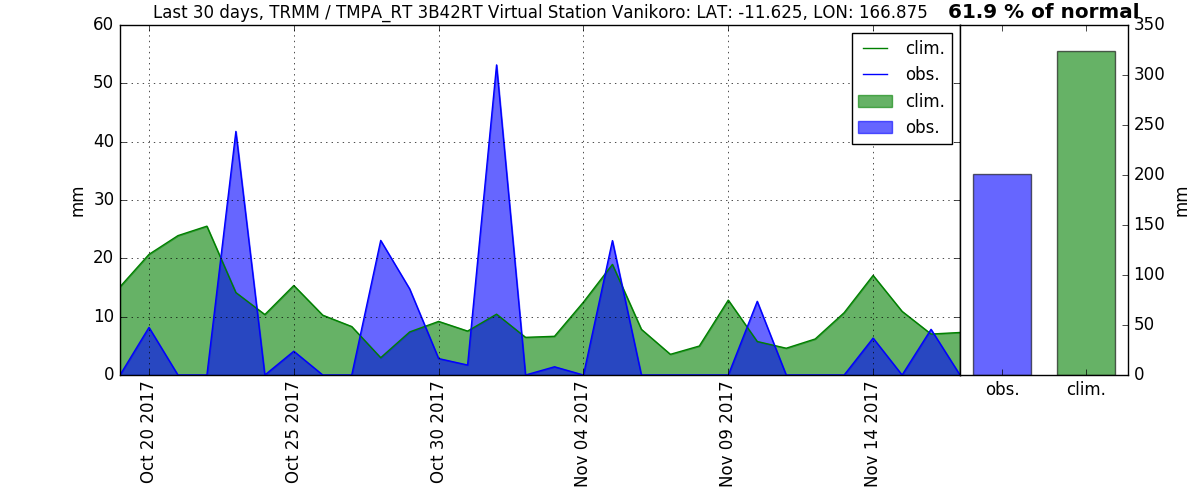 Last 30 days, TRMM / TMPA_RT 3B42RT Virtual Station Vanikoro: LAT: -11.625, LON: 166.875
61.9 % of normal
60
50
40
30
20
10
0
mm
clim.
obs.
clim.
obs.
Oct 20 2017
Oct 25 2017
Oct 30 2017
Nov 04 2017
Nov 09 2017
Nov 14 2017
350
300
250
200
150
100
50
0
mm
obs.
clim.